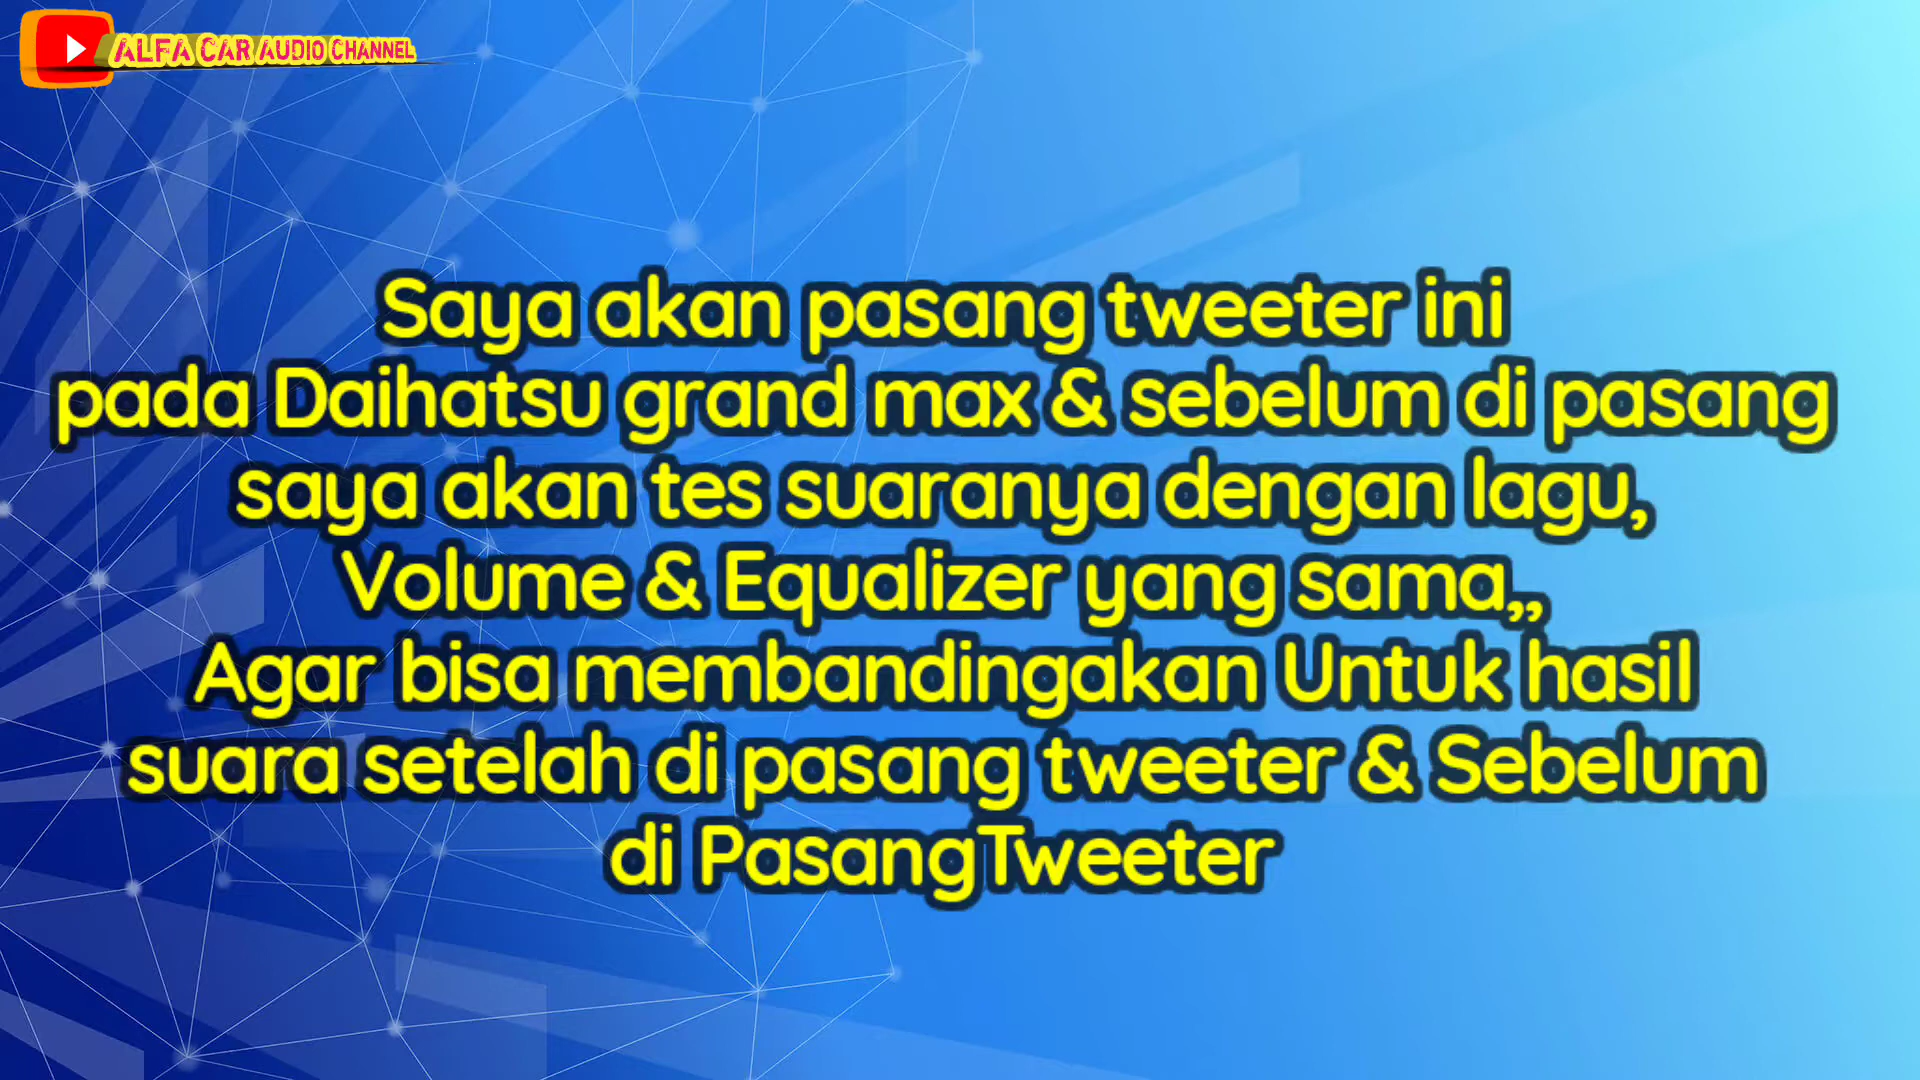 ALFA CAR AUDIO CHANNEL
Saya akan pasang tweeter ini
pada Daihatsu grand max & sebelum di pasang
saya akan tes suaranya dengan lagu,
Volume & Equalizer yang sama,,
Agar bisa membandingakan Untuk hasil
suara setelah di pasang tweeter & Sebelum
di PasangTweeter